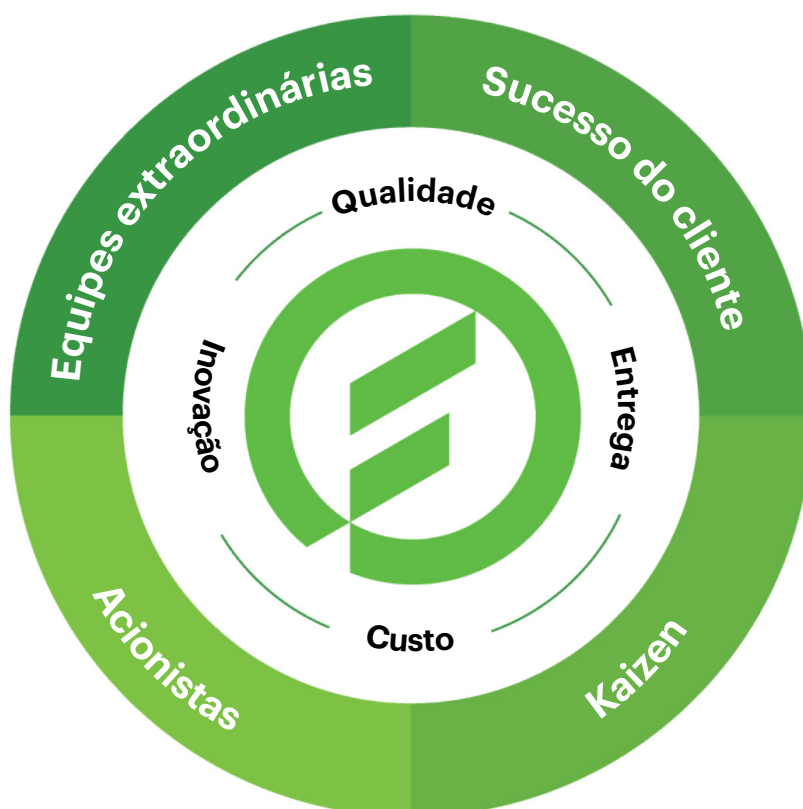 Equipes extraordinárias
Sucesso do cliente
Qualidade
Inovação
Entrega
Custo
Acionistas
Kaizen